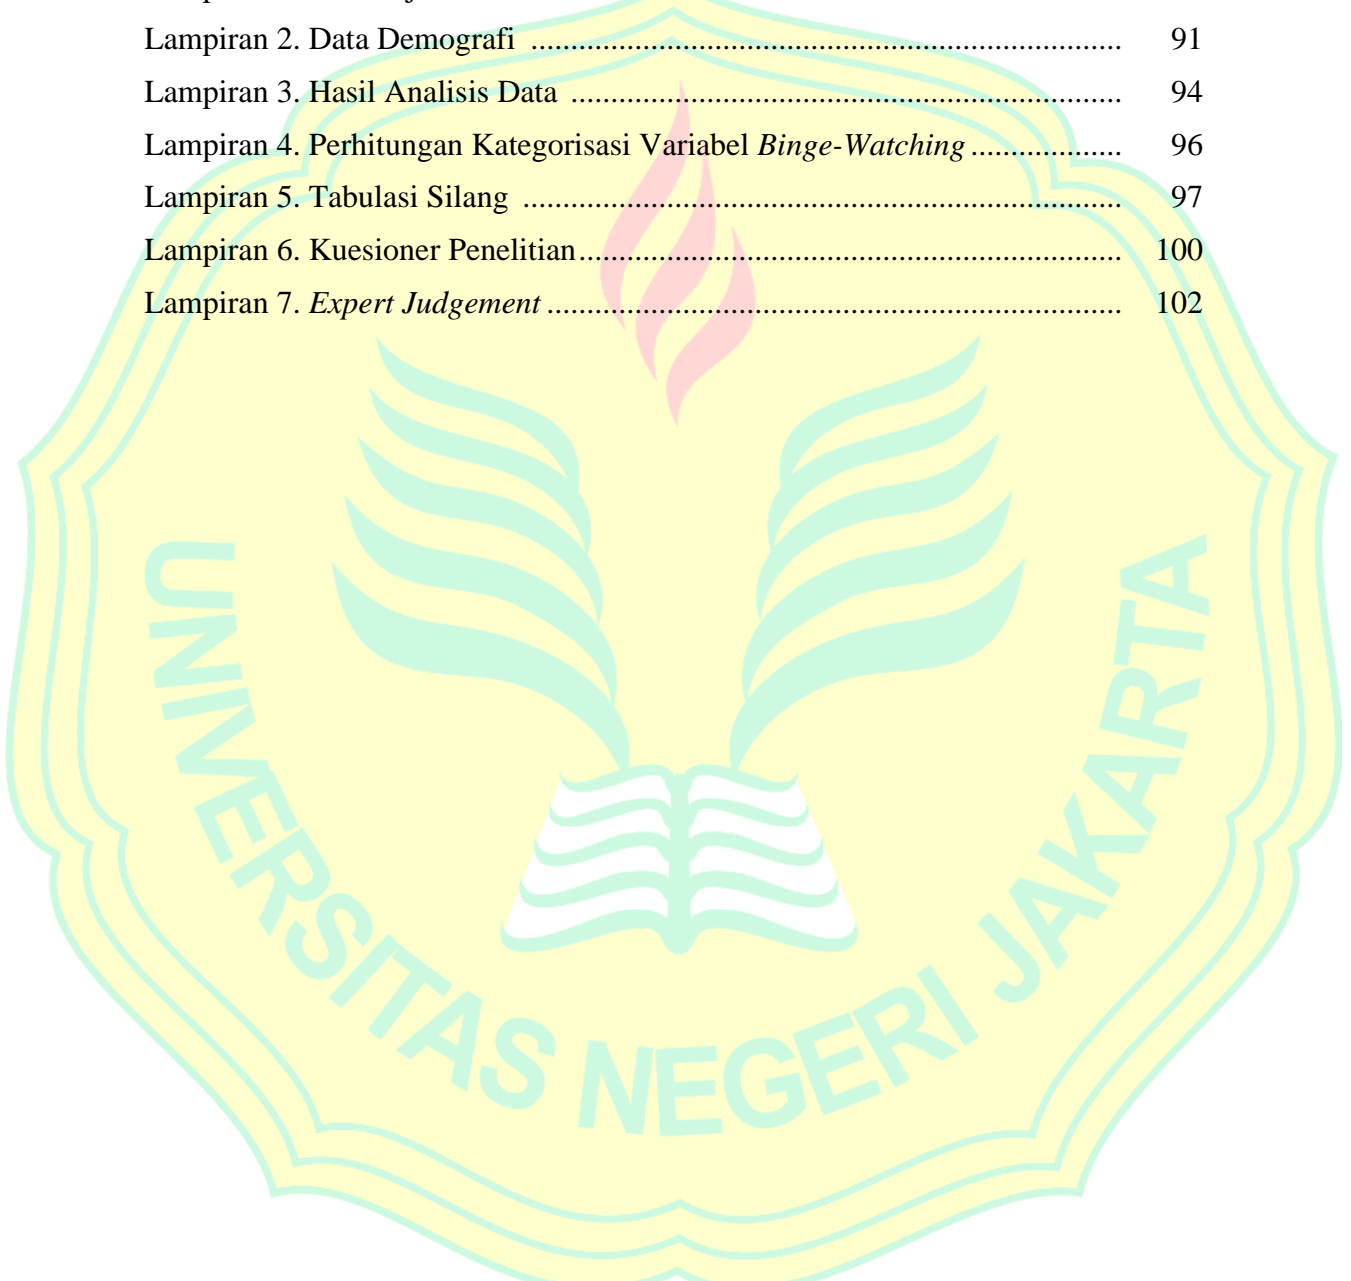 Lampiran 2. Data Demografi ........................................................................... 91
Lampiran 3. Hasil Analisis Data ...................................................................... 94
Lampiran 4. Perhitungan Kategorisasi Variabel Binge-Watching ................... 96
Lampiran 5. Tabulasi Silang ............................................................................ 97
Lampiran 6. Kuesioner Penelitian..................................................................... 100
Lampiran 7. Expert Judgement ......................................................................... 102
UNIVERSITAS NEGERI JAKARTA